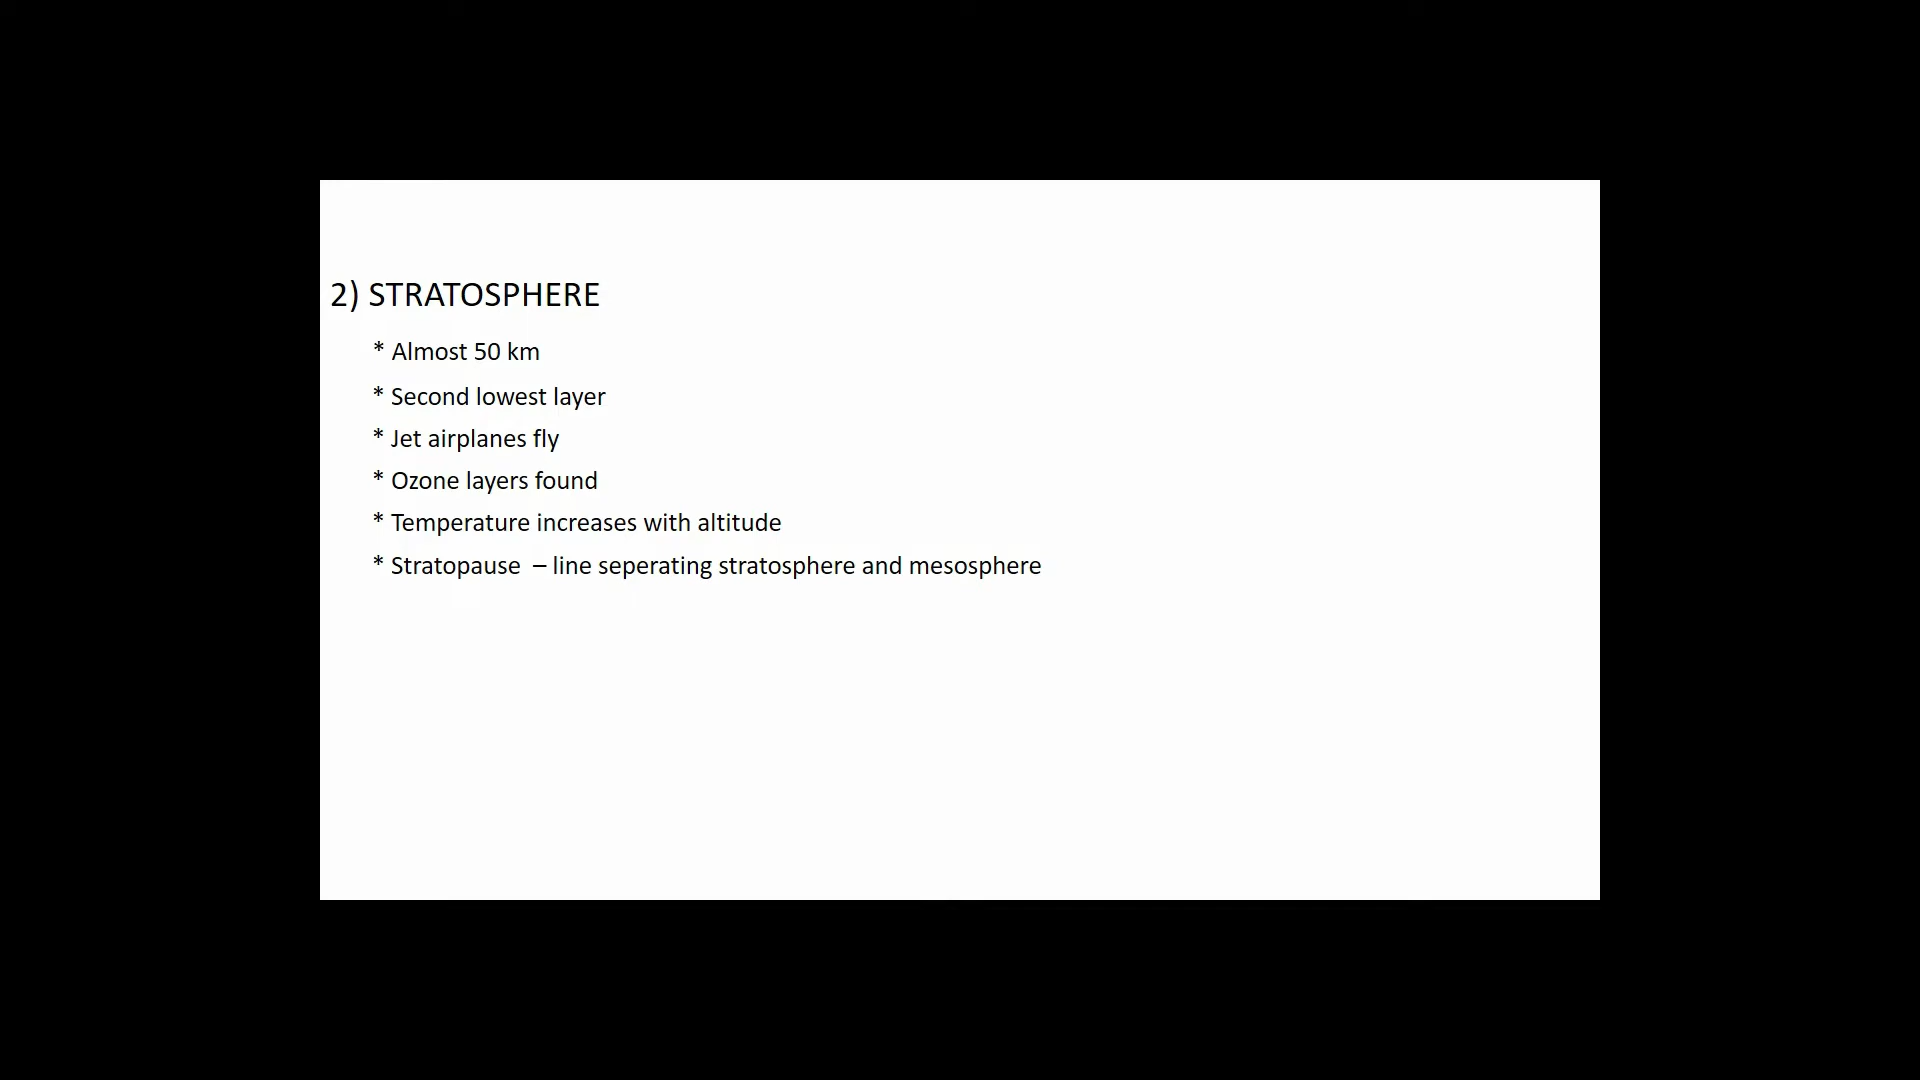 2) STRATOSPHERE
* Almost 50 km
* Second lowest layer
* Jet airplanes fly
* Ozone layers found
* Temperature increases with altitude
* Stratopause  – line seperating stratosphere and mesosphere